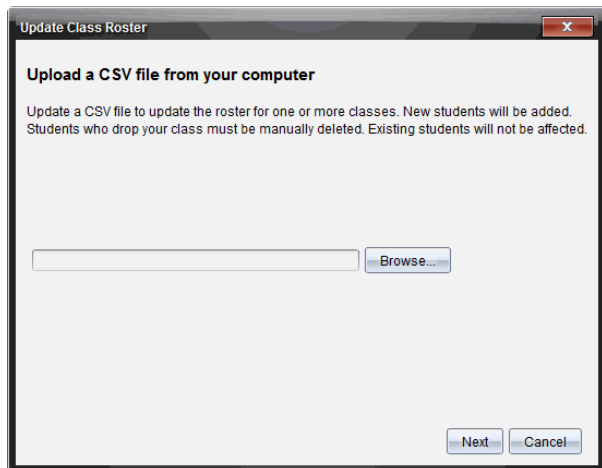 Update Class Roster
Upload a CSV file from your computer
Update a CSV file to update the roster for one or more classes. New students will be added.
Students who drop your class must be manually deleted. Existing students will not be affected.
Browse...
Next Cancel